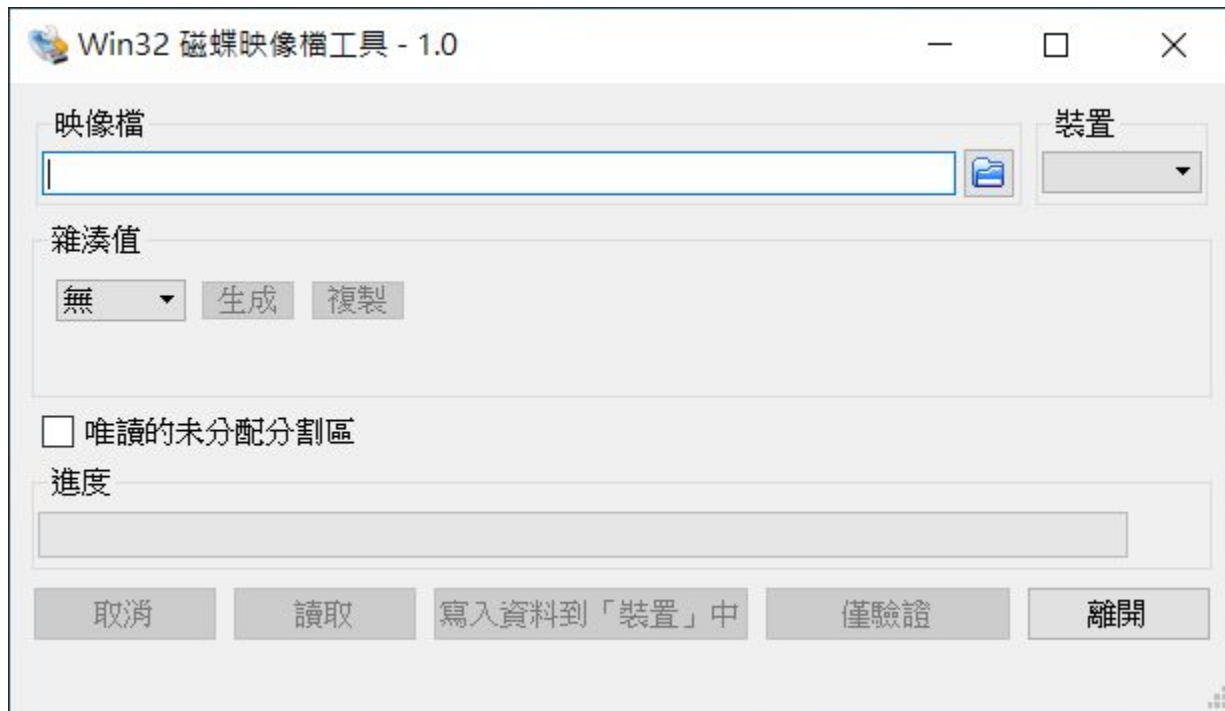 Win32 磁蝶映像檔工具 - 1.0
映像檔
裝置
雜湊值
無 生成 複製
唯讀的未分配分割區
進度
取消 讀取 寫入資料到「裝置」中 僅驗證 離開